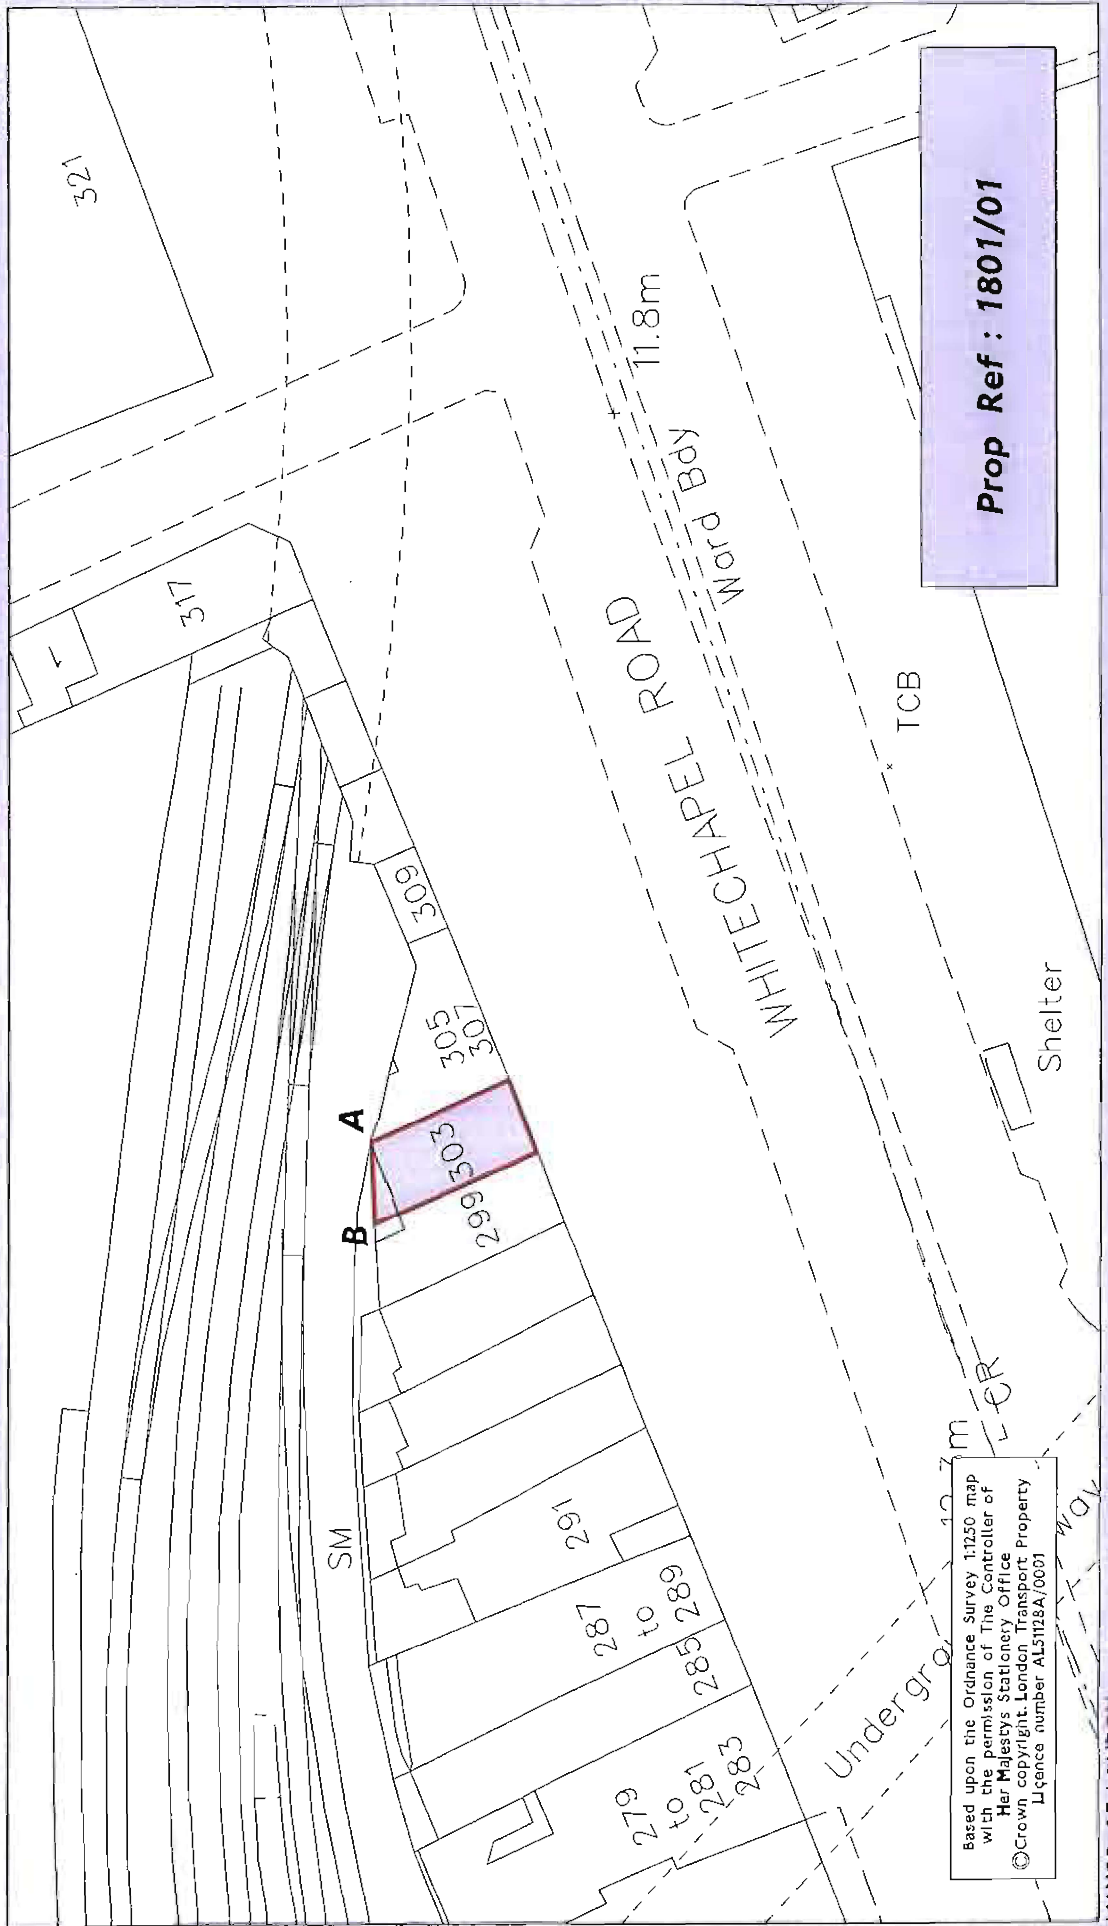 321
317
309
305
307
A
303
B
299
SM
291
287
to
289
285
279
to
281
283
WHITECHAPEL ROAD
Ward Bdy
11.8m
TCB
Shelter
CR
Prop Ref : 1801/01
Based upon the Ordnance Survey 1:1250 map
with the permission of The Controller of
Her Majestys Stationery Office
©Crown copyright. London Transport Property
Licence number AL51128A/0001